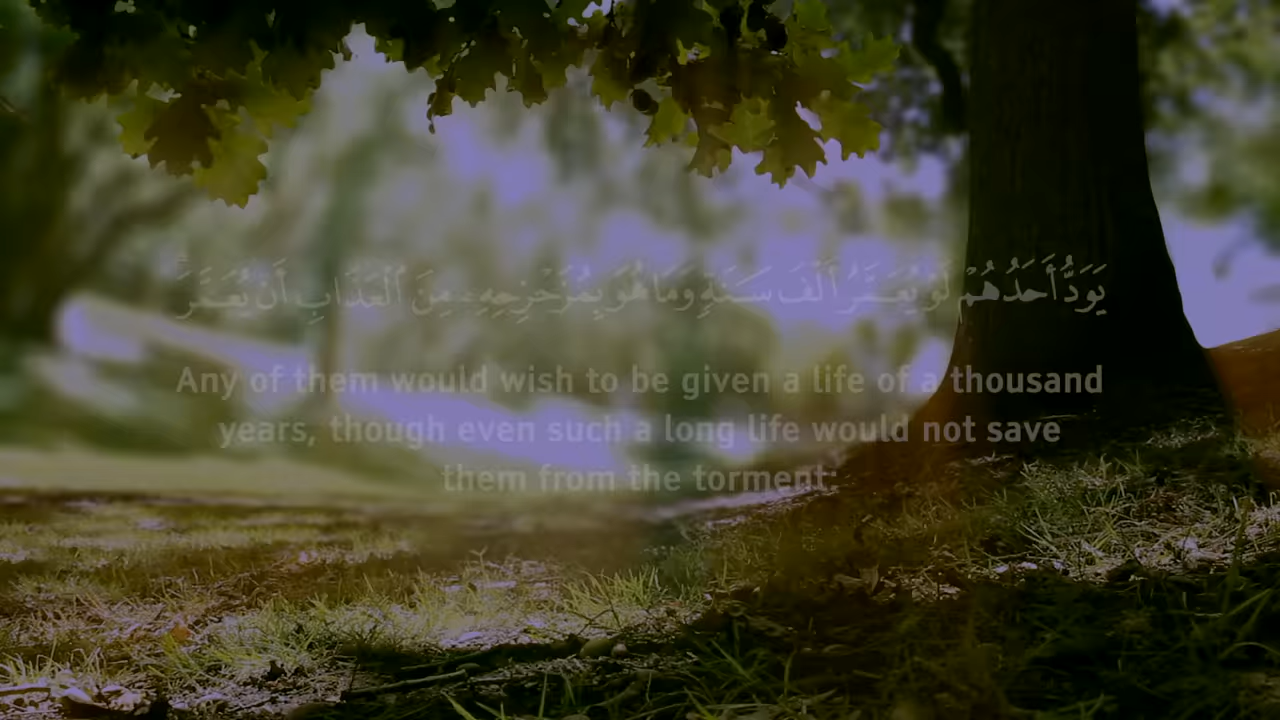 يَوَدُّ أَحَدُهُمْ لَوْ يُعَمَّرُ أَلْفَ سَنَةٍ وَمَا هُوَ بِمُزَحْزِحِهِۦ مِنَ ٱلْعَذَابِ أَن يُعَمَّرَ ۗ
Any of them would wish to be given a life of a thousand
years, though even such a long life would not save
them from the torment: